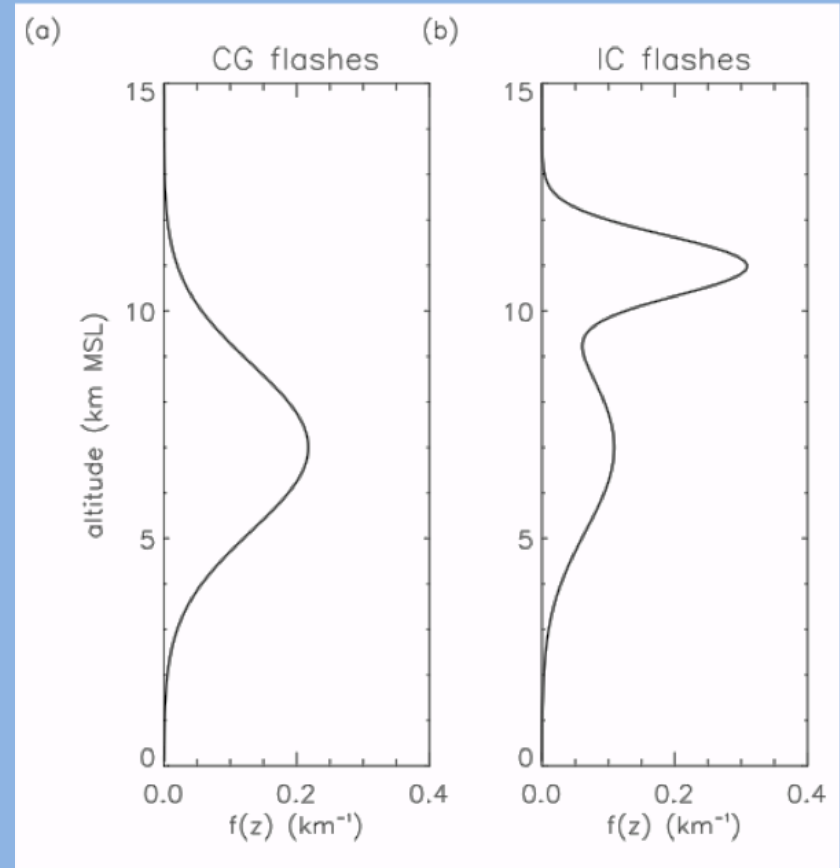 (a)
CG flashes
15
10
5
0
altitude (km MSL)
0.0 0.2 0.4
f(z) (km⁻¹)
(b)
IC flashes
15
10
5
0
0.0 0.2 0.4
f(z) (km⁻¹)